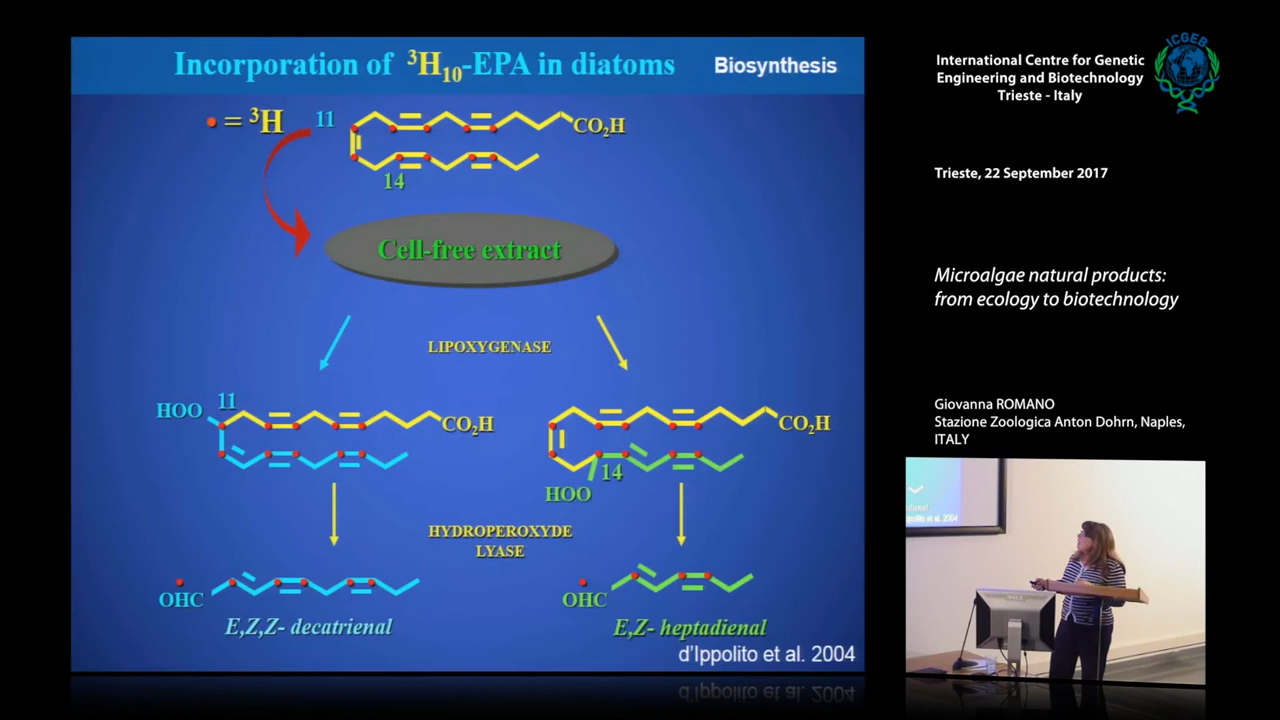 Incorporation of ³H₁₀-EPA in diatoms
Biosynthesis
= ³H
11
CO₂H
14
Cell-free extract
LIPOXYGENASE
HOO
11
CO₂H
CO₂H
14
HOO
HYDROPEROXYDE
LYASE
OHC
E,Z,Z- decatrienal
OHC
E,Z- heptadienal
d'Ippolito et al. 2004
ICGEB
International Centre for Genetic
Engineering and Biotechnology
Trieste - Italy
Trieste, 22 September 2017
Microalgae natural products:
from ecology to biotechnology
Giovanna ROMANO
Stazione Zoologica Anton Dohrn, Naples,
ITALY